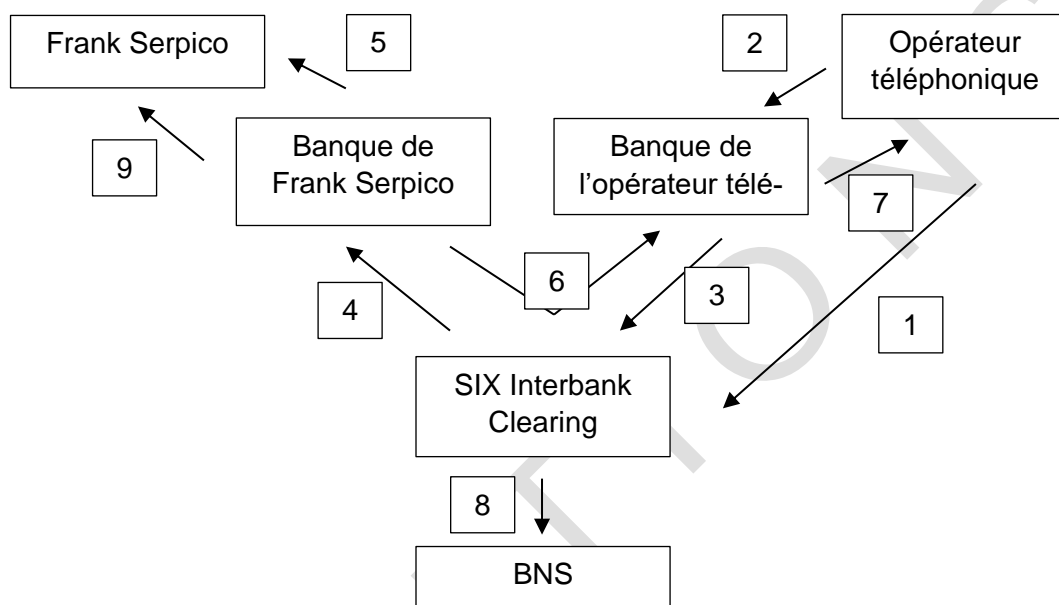 Frank Serpico
5
2
Opérateur
téléphonique
9
Banque de
Frank Serpico
Banque de
l'opérateur télé-
7
4
6
3
1
SIX Interbank
Clearing
8
BNS